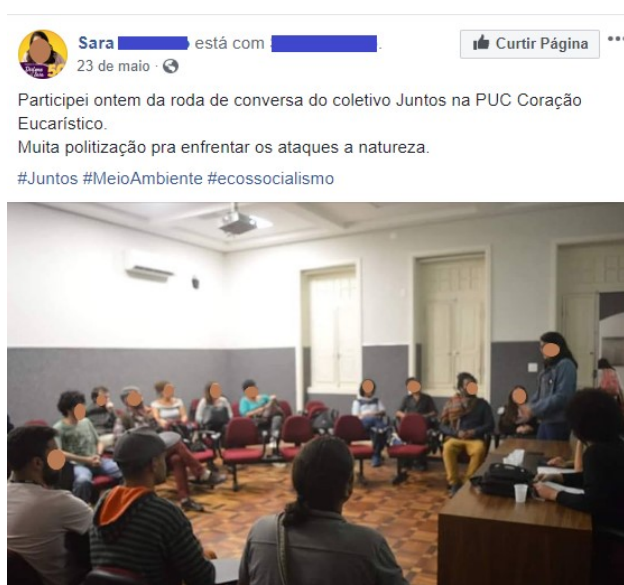 Sara está com
23 de maio
Curtir Página
Participei ontem da roda de conversa do coletivo Juntos na PUC Coração
Eucarístico.
Muita politização pra enfrentar os ataques a natureza.
#Juntos #MeioAmbiente #ecossocialismo